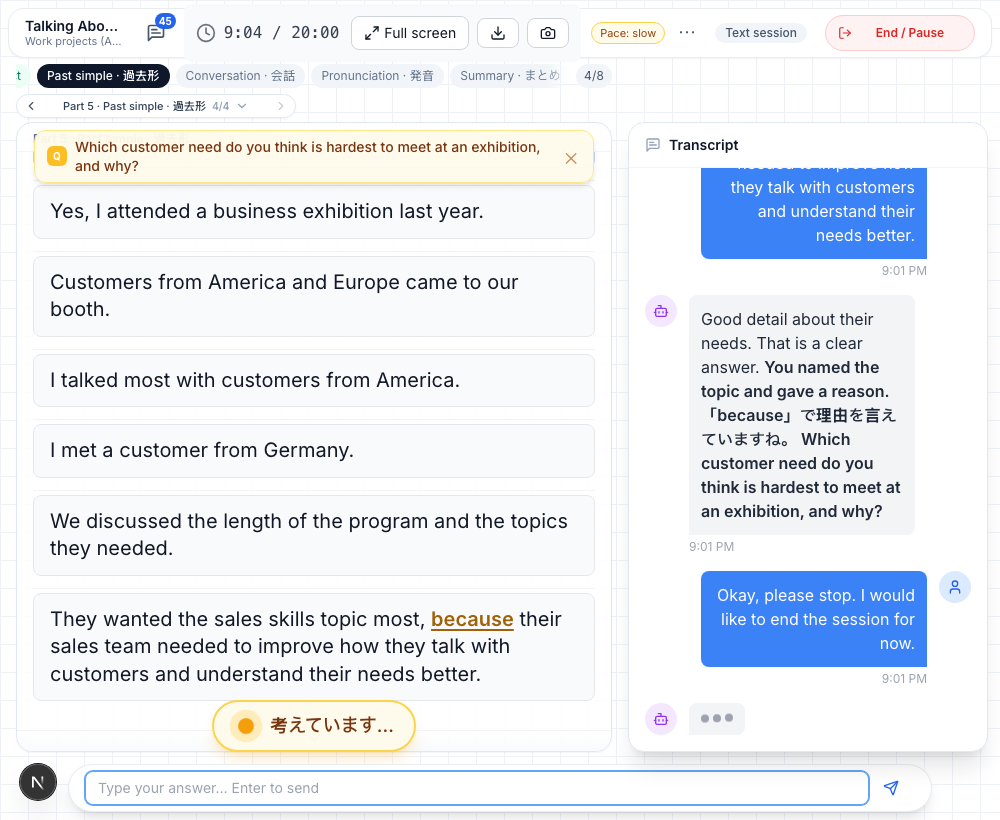 Talking Abo...
Work projects (A...
45
9:04 / 20:00
Full screen
Pace: slow
Text session
End / Pause
t
Past simple · 過去形
Conversation · 会話
Pronunciation · 発音
Summary · まとめ
4/8
Part 5 · Past simple · 過去形 4/4
Q
Which customer need do you think is hardest to meet at an exhibition,
and why?
Yes, I attended a business exhibition last year.
Customers from America and Europe came to our
booth.
I talked most with customers from America.
I met a customer from Germany.
We discussed the length of the program and the topics
they needed.
They wanted the sales skills topic most, because their
sales team needed to improve how they talk with
customers and understand their needs better.
考えています...
Transcript
needed to improve how
they talk with customers
and understand their
needs better.
9:01 PM
Good detail about their
needs. That is a clear
answer. You named the
topic and gave a reason.
「because」で理由を言え
ていますね。 Which
customer need do you
think is hardest to meet at
an exhibition, and why?
9:01 PM
Okay, please stop. I would
like to end the session for
now.
9:01 PM
N
Type your answer... Enter to send